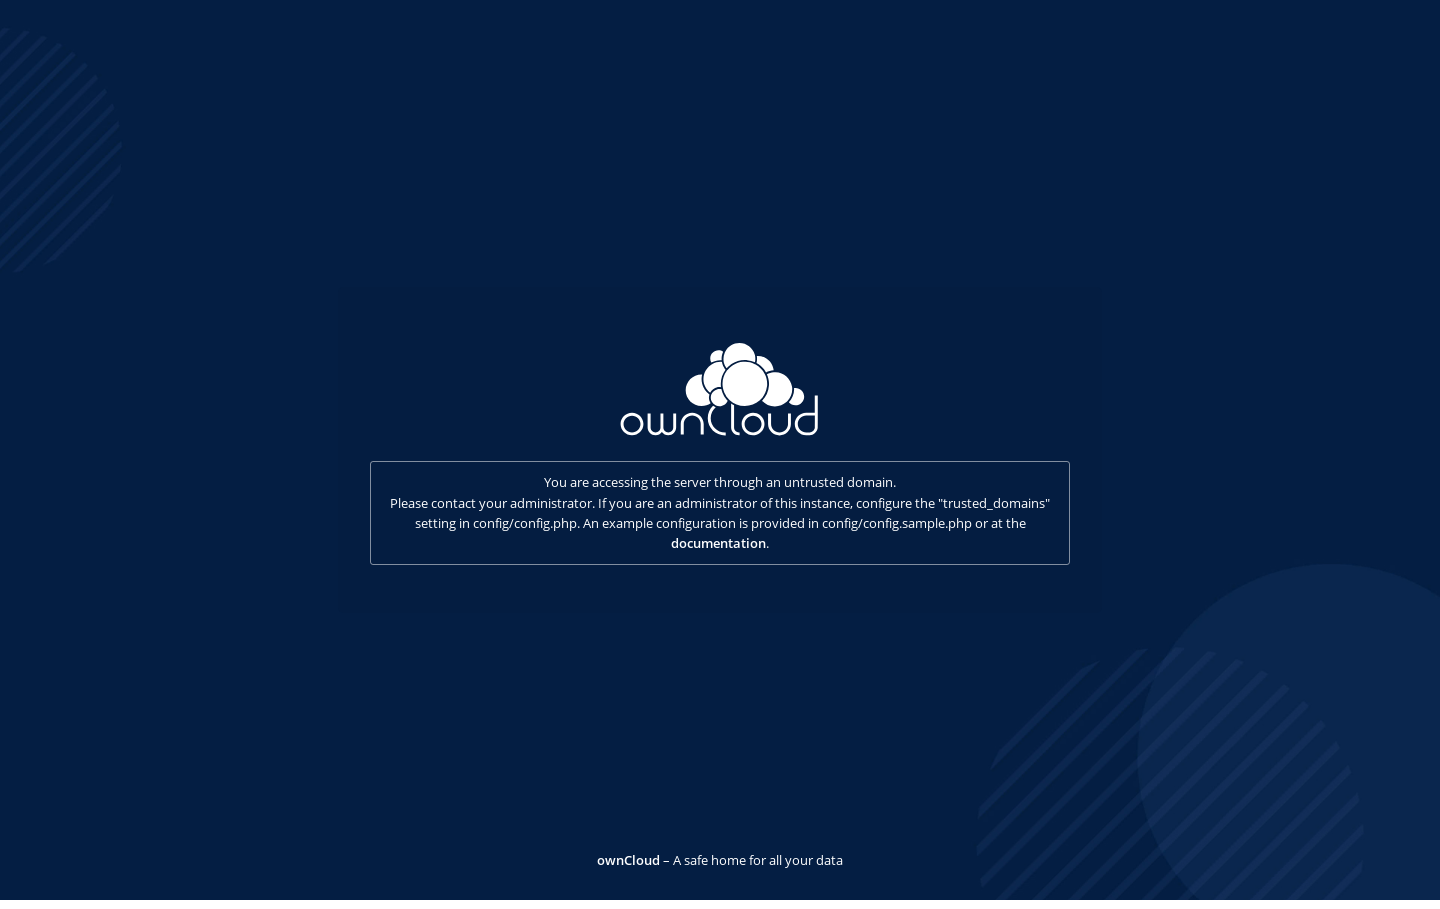 ownCloud
You are accessing the server through an untrusted domain.
Please contact your administrator. If you are an administrator of this instance, configure the "trusted_domains"
setting in config/config.php. An example configuration is provided in config/config.sample.php or at the
documentation.
ownCloud – A safe home for all your data